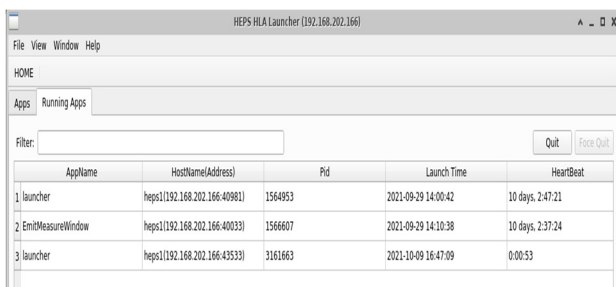 HEPS HLA Launcher (192.168.202.166)
File View Window Help
HOME
Apps Running Apps
Filter: Quit Foce Quit
AppName HostName(Address) Pid Launch Time HeartBeat
1 launcher heps1(192.168.202.166:40981) 1564953 2021-09-29 14:00:42 10 days, 2:47:21
2 EmitMeasureWindow heps1(192.168.202.166:40033) 1566607 2021-09-29 14:10:38 10 days, 2:37:24
3 launcher heps1(192.168.202.166:43533) 3161663 2021-10-09 16:47:09 0:00:53